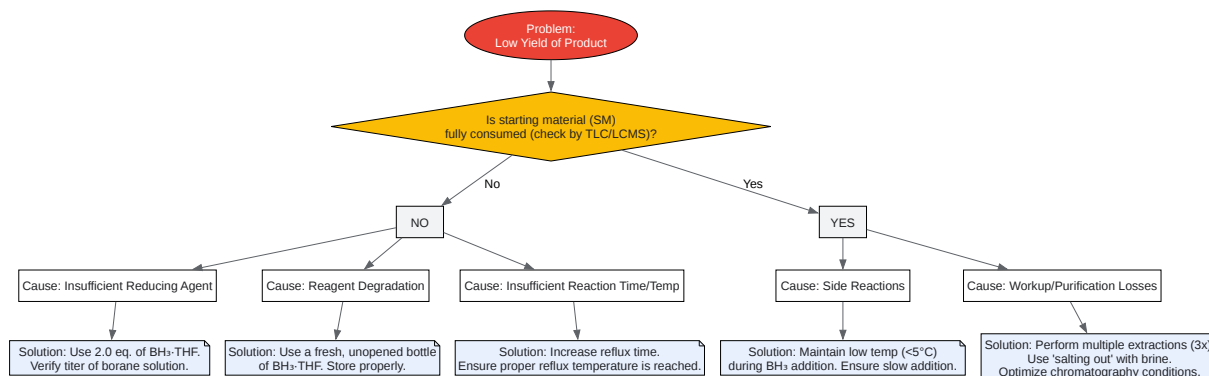 Problem:
Low Yield of Product
Is starting material (SM)
fully consumed (check by TLC/LCMS)?
No
Yes
NO
YES
Cause: Insufficient Reducing Agent
Cause: Reagent Degradation
Cause: Insufficient Reaction Time/Temp
Cause: Side Reactions
Cause: Workup/Purification Losses
Solution: Use 2.0 eq. of BH₃·THF.
Verify titer of borane solution.
Solution: Use a fresh, unopened bottle
of BH₃·THF. Store properly.
Solution: Increase reflux time.
Ensure proper reflux temperature is reached.
Solution: Maintain low temp (<5°C)
during BH₃ addition. Ensure slow addition.
Solution: Perform multiple extractions (3x).
Use 'salting out' with brine.
Optimize chromatography conditions.